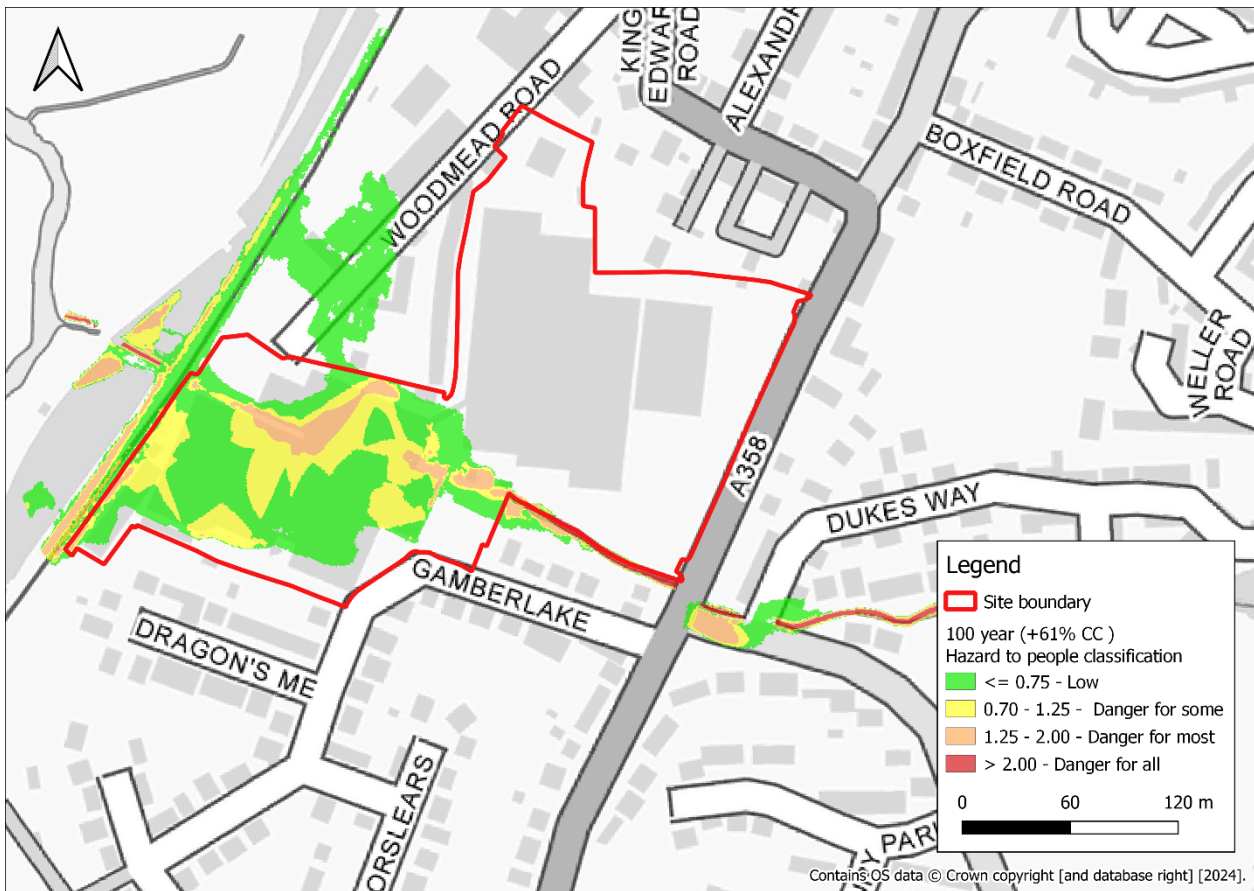 KING
EDWAR
ROAD
ALEXANDR
WOODMEAD ROAD
BOXFIELD ROAD
WELLER
ROAD
A358
DUKES WAY
GAMBERLAKE
DRAGON'S ME
ORSLEARS
PARK
Legend
Site boundary
100 year (+61% CC )
Hazard to people classification
<= 0.75 - Low
0.70 - 1.25 -  Danger for some
1.25 - 2.00 - Danger for most
> 2.00 - Danger for all
0 60 120 m
Contains OS data © Crown copyright [and database right] [2024].